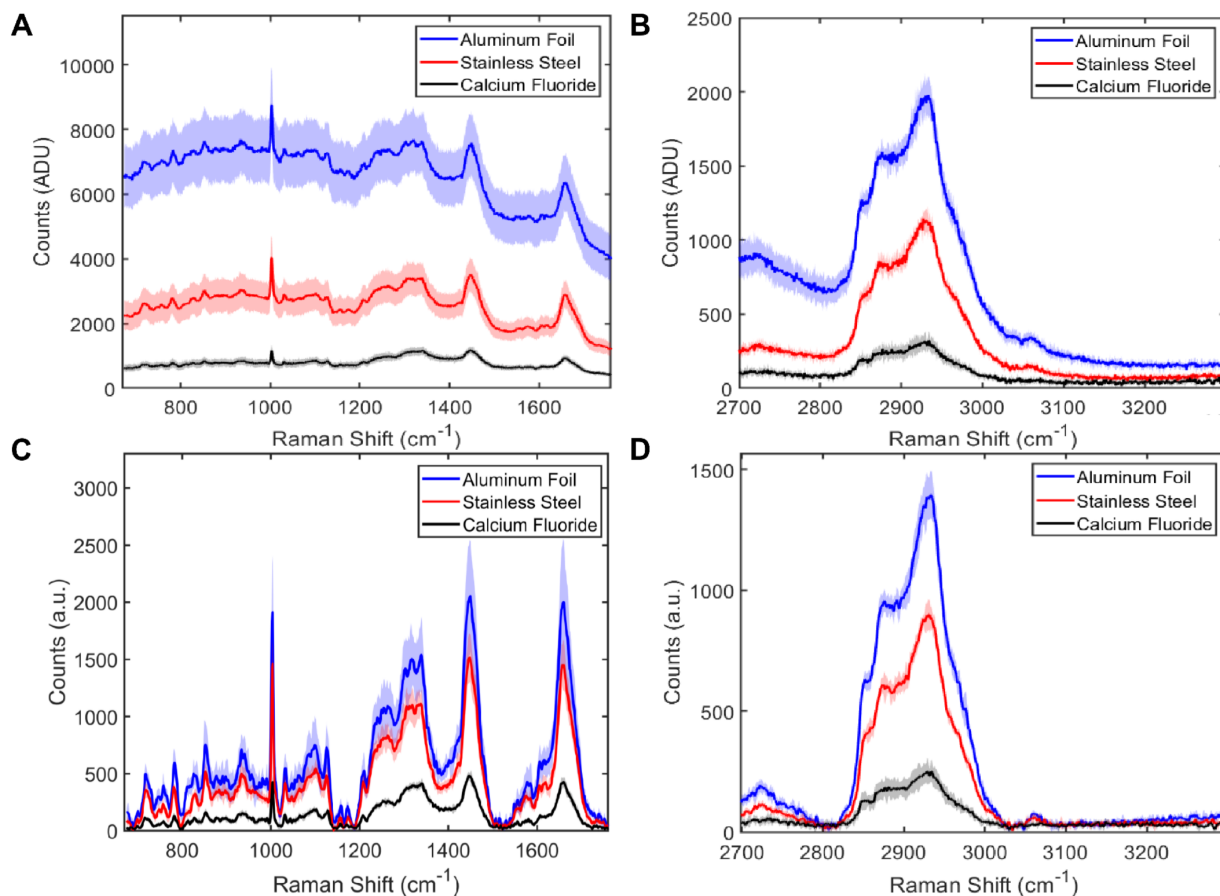 A
Counts (ADU)
10000
8000
6000
4000
2000
0
Aluminum Foil
Stainless Steel
Calcium Fluoride
800 1000 1200 1400 1600
Raman Shift (cm⁻¹)
B
Counts (ADU)
2500
2000
1500
1000
500
0
Aluminum Foil
Stainless Steel
Calcium Fluoride
2700 2800 2900 3000 3100 3200
Raman Shift (cm⁻¹)
C
Counts (a.u.)
3000
2500
2000
1500
1000
500
0
Aluminum Foil
Stainless Steel
Calcium Fluoride
800 1000 1200 1400 1600
Raman Shift (cm⁻¹)
D
Counts (a.u.)
1500
1000
500
0
Aluminum Foil
Stainless Steel
Calcium Fluoride
2700 2800 2900 3000 3100 3200
Raman Shift (cm⁻¹)